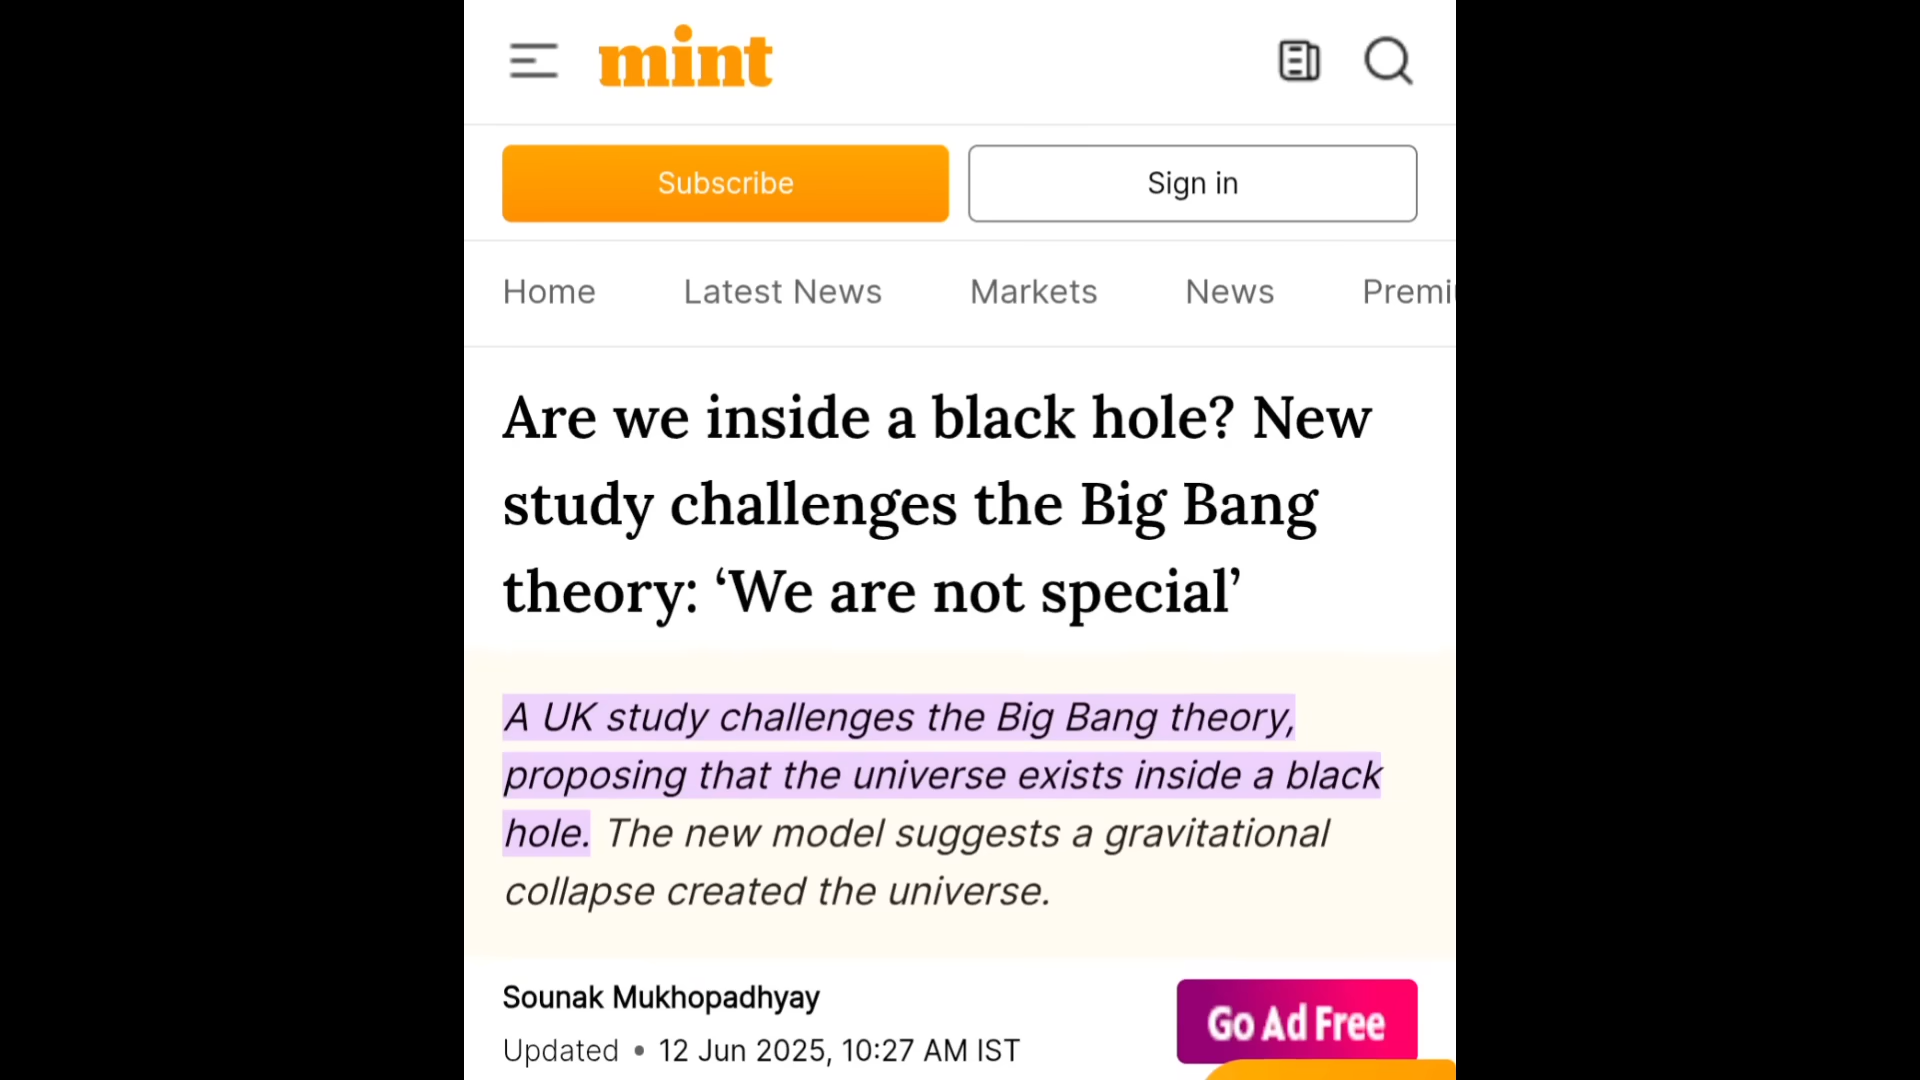 mint
Subscribe
Sign in
Home
Latest News
Markets
News
Premi
Are we inside a black hole? New
study challenges the Big Bang
theory: ‘We are not special’
A UK study challenges the Big Bang theory,
proposing that the universe exists inside a black
hole. The new model suggests a gravitational
collapse created the universe.
Sounak Mukhopadhyay
Go Ad Free
Updated • 12 Jun 2025, 10:27 AM IST